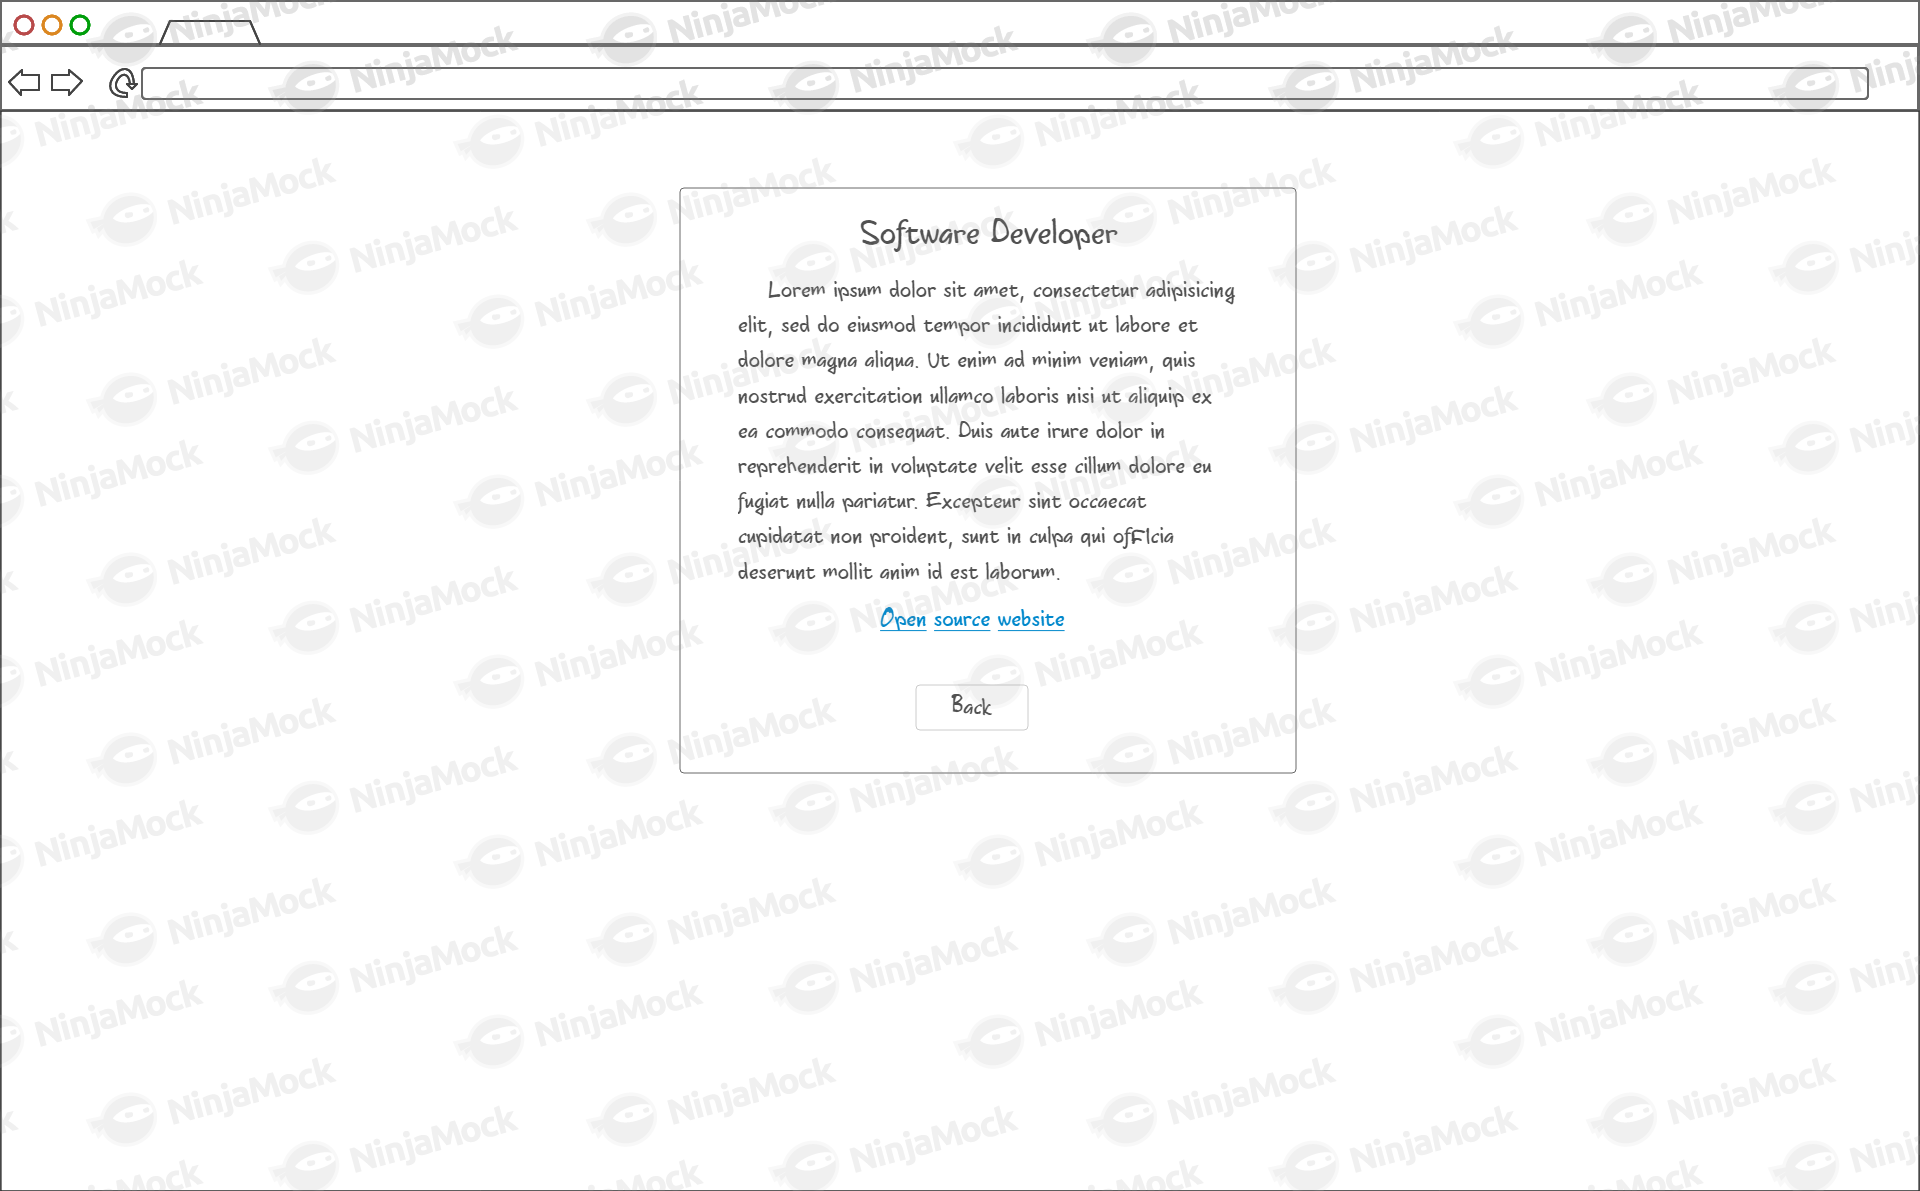 Software Developer
Lorem ipsum dolor sit amet, consectetur adipisicing
elit, sed do eiusmod tempor incididunt ut labore et
dolore magna aliqua. Ut enim ad minim veniam, quis
nostrud exercitation ullamco laboris nisi ut aliquip ex
ea commodo consequat. Duis aute irure dolor in
reprehenderit in voluptate velit esse cillum dolore eu
fugiat nulla pariatur. Excepteur sint occaecat
cupidatat non proident, sunt in culpa qui officia
deserunt mollit anim id est laborum.
Open source website
Back
NinjaMock